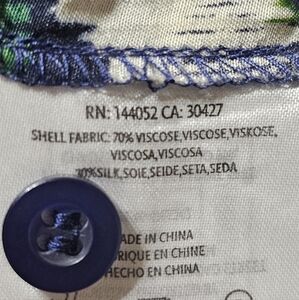 RN: 144052 CA: 30427
SHELL FABRIC: 70% VISCOSE,VISCOSE,VISKOSE,
VISCOSA,VISCOSA
30%SILK,SOIE,SEIDE,SETA,SEDA
ADE IN CHINA
RIQUE EN CHINE
HECHO EN CHINA